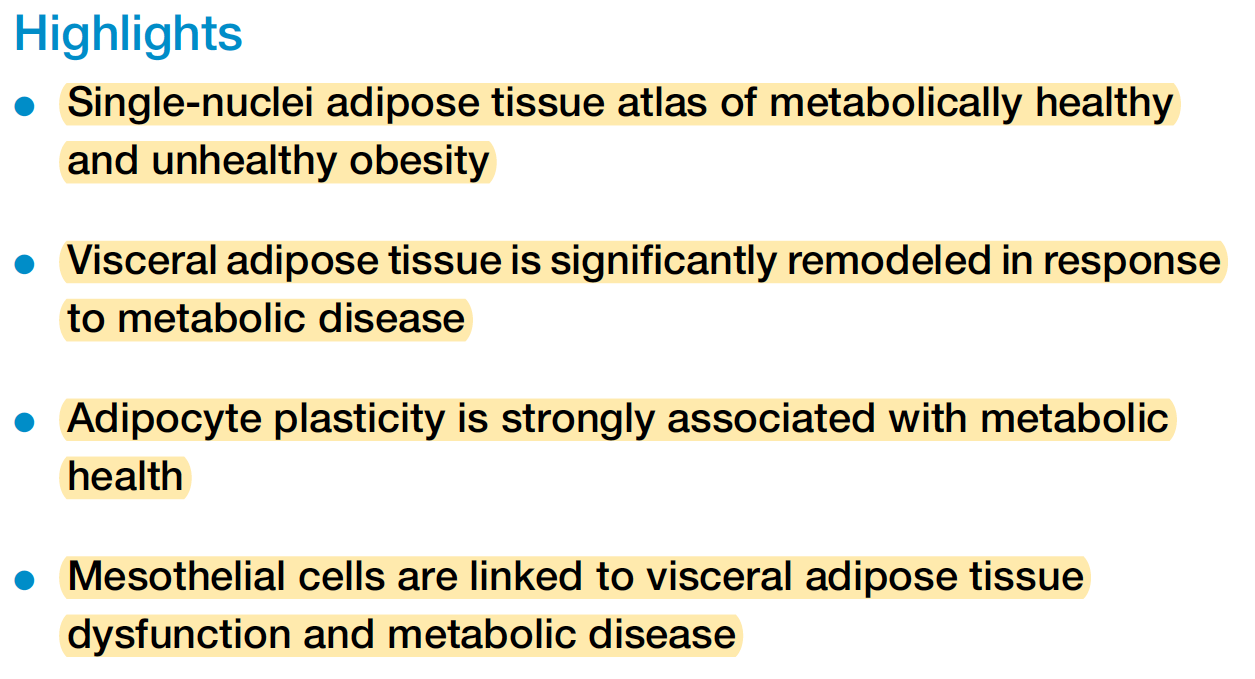 Highlights
● Single-nuclei adipose tissue atlas of metabolically healthy
and unhealthy obesity
● Visceral adipose tissue is significantly remodeled in response
to metabolic disease
● Adipocyte plasticity is strongly associated with metabolic
health
● Mesothelial cells are linked to visceral adipose tissue
dysfunction and metabolic disease